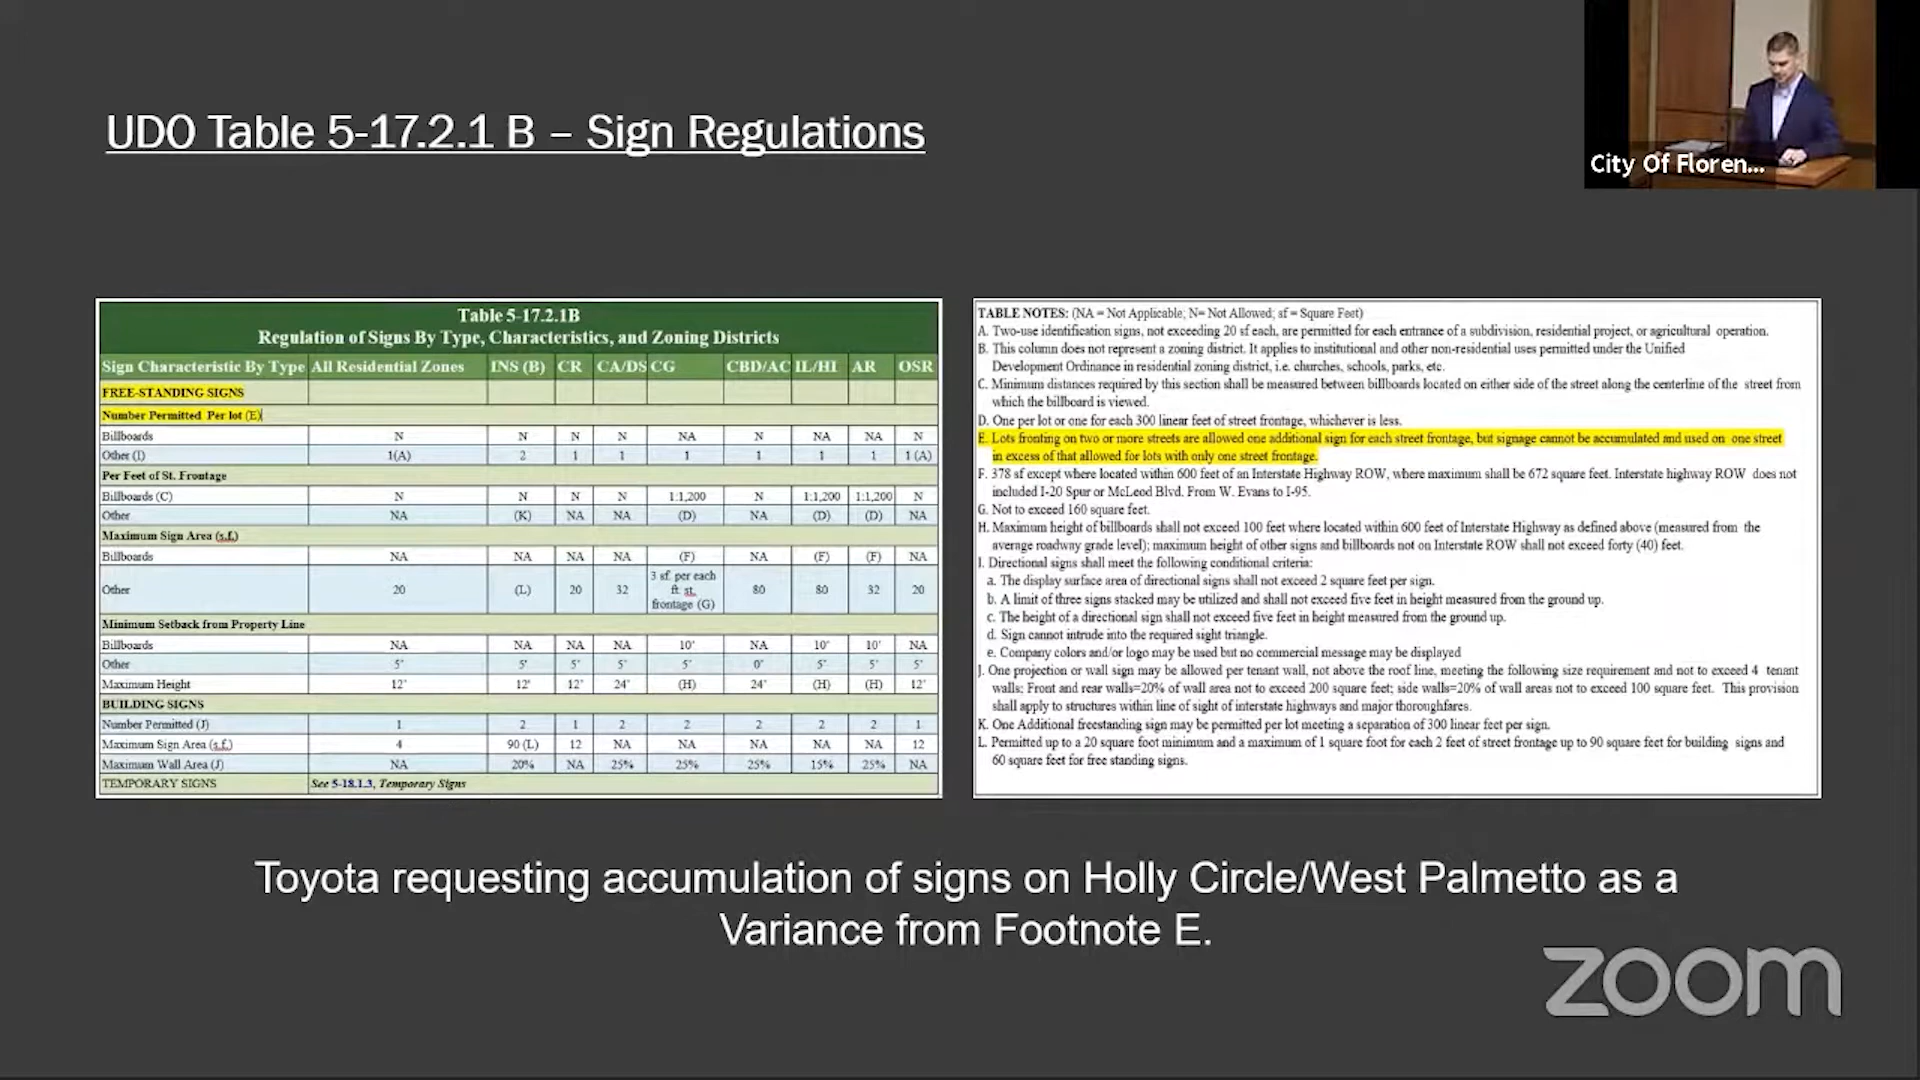 City Of Floren...
UDO Table 5-17.2.1 B – Sign Regulations
Table 5-17.2.1B
Regulation of Signs By Type, Characteristics, and Zoning Districts
Sign Characteristic By Type All Residential Zones INS (B) CR CA/DS CG CBD/AC IL/HI AR OSR
FREE-STANDING SIGNS
Number Permitted Per lot (E)
Billboards N N N N NA N NA NA N
Other (I) 1(A) 2 1 1 1 1 1 1 1 (A)
Per Feet of St. Frontage
Billboards (C) N N N N 1:1,200 N 1:1,200 1:1,200 N
Other NA (K) NA NA (D) NA (D) (D) NA
Maximum Sign Area (s.f.)
Billboards NA NA NA NA (F) NA (F) (F) NA
Other 20 (L) 20 32 3 sf. per each ft. st. frontage (G) 80 80 32 20
Minimum Setback from Property Line
Billboards NA NA NA NA 10' NA 10' 10' NA
Other 5' 5' 5' 5' 5' 0' 5' 5' 5'
Maximum Height 12' 12' 12' 24' (H) 24' (H) (H) 12'
BUILDING SIGNS
Number Permitted (J) 1 2 1 2 2 2 2 2 1
Maximum Sign Area (s.f.) 4 90 (L) 12 NA NA NA NA NA 12
Maximum Wall Area (J) NA 20% NA 25% 25% 25% 15% 25% NA
TEMPORARY SIGNS See 5-18.1.3, Temporary Signs
TABLE NOTES: (NA = Not Applicable; N= Not Allowed; sf = Square Feet)
A. Two-use identification signs, not exceeding 20 sf each, are permitted for each entrance of a subdivision, residential project, or agricultural operation.
B. This column does not represent a zoning district. It applies to institutional and other non-residential uses permitted under the Unified
Development Ordinance in residential zoning district, i.e. churches, schools, parks, etc.
C. Minimum distances required by this section shall be measured between billboards located on either side of the street along the centerline of the street from
which the billboard is viewed.
D. One per lot or one for each 300 linear feet of street frontage, whichever is less.
E. Lots fronting on two or more streets are allowed one additional sign for each street frontage, but signage cannot be accumulated and used on one street
in excess of that allowed for lots with only one street frontage.
F. 378 sf except where located within 600 feet of an Interstate Highway ROW, where maximum shall be 672 square feet. Interstate highway ROW does not
included I-20 Spur or McLeod Blvd. From W. Evans to I-95.
G. Not to exceed 160 square feet.
H. Maximum height of billboards shall not exceed 100 feet where located within 600 feet of Interstate Highway as defined above (measured from the
average roadway grade level); maximum height of other signs and billboards not on Interstate ROW shall not exceed forty (40) feet.
I. Directional signs shall meet the following conditional criteria:
a. The display surface area of directional signs shall not exceed 2 square feet per sign.
b. A limit of three signs stacked may be utilized and shall not exceed five feet in height measured from the ground up.
c. The height of a directional sign shall not exceed five feet in height measured from the ground up.
d. Sign cannot intrude into the required sight triangle.
e. Company colors and/or logo may be used but no commercial message may be displayed
J. One projection or wall sign may be allowed per tenant wall, not above the roof line, meeting the following size requirement and not to exceed 4 tenant
walls; Front and rear walls=20% of wall area not to exceed 200 square feet; side walls=20% of wall areas not to exceed 100 square feet. This provision
shall apply to structures within line of sight of interstate highways and major thoroughfares.
K. One Additional freestanding sign may be permitted per lot meeting a separation of 300 linear feet per sign.
L. Permitted up to a 20 square foot minimum and a maximum of 1 square foot for each 2 feet of street frontage up to 90 square feet for building signs and
60 square feet for free standing signs.
Toyota requesting accumulation of signs on Holly Circle/West Palmetto as a
Variance from Footnote E.
zoom